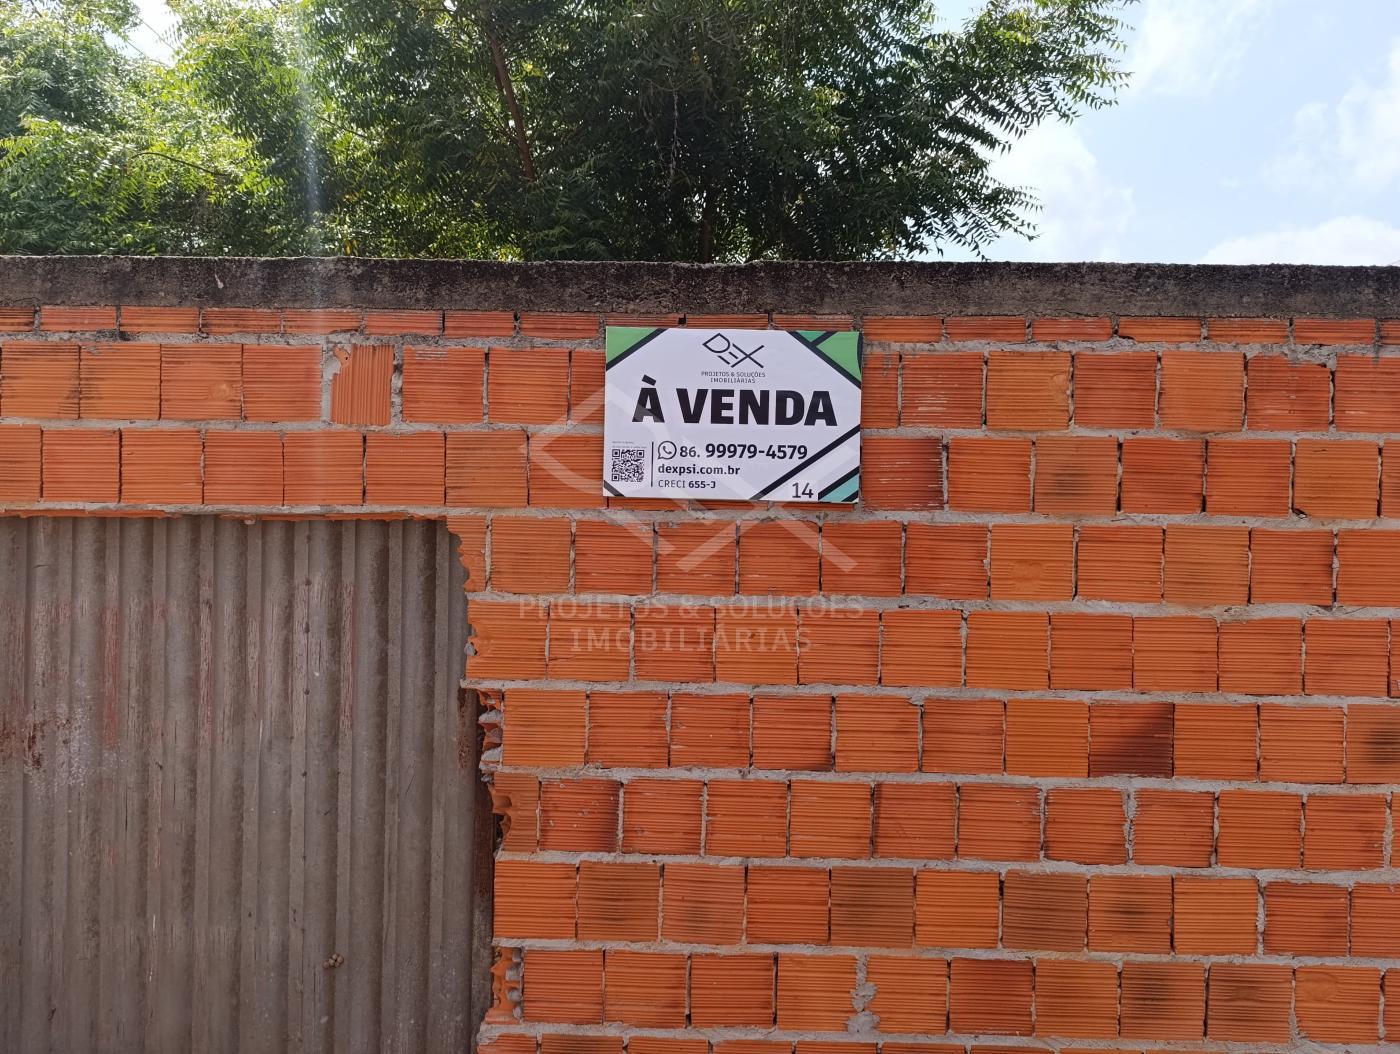 DEX
PROJETOS & SOLUÇÕES
IMOBILIÁRIAS
À VENDA
86. 99979-4579
dexpsi.com.br
CRECI 655-J
14
PROJETOS & SOLUÇÕES
IMOBILIÁRIAS